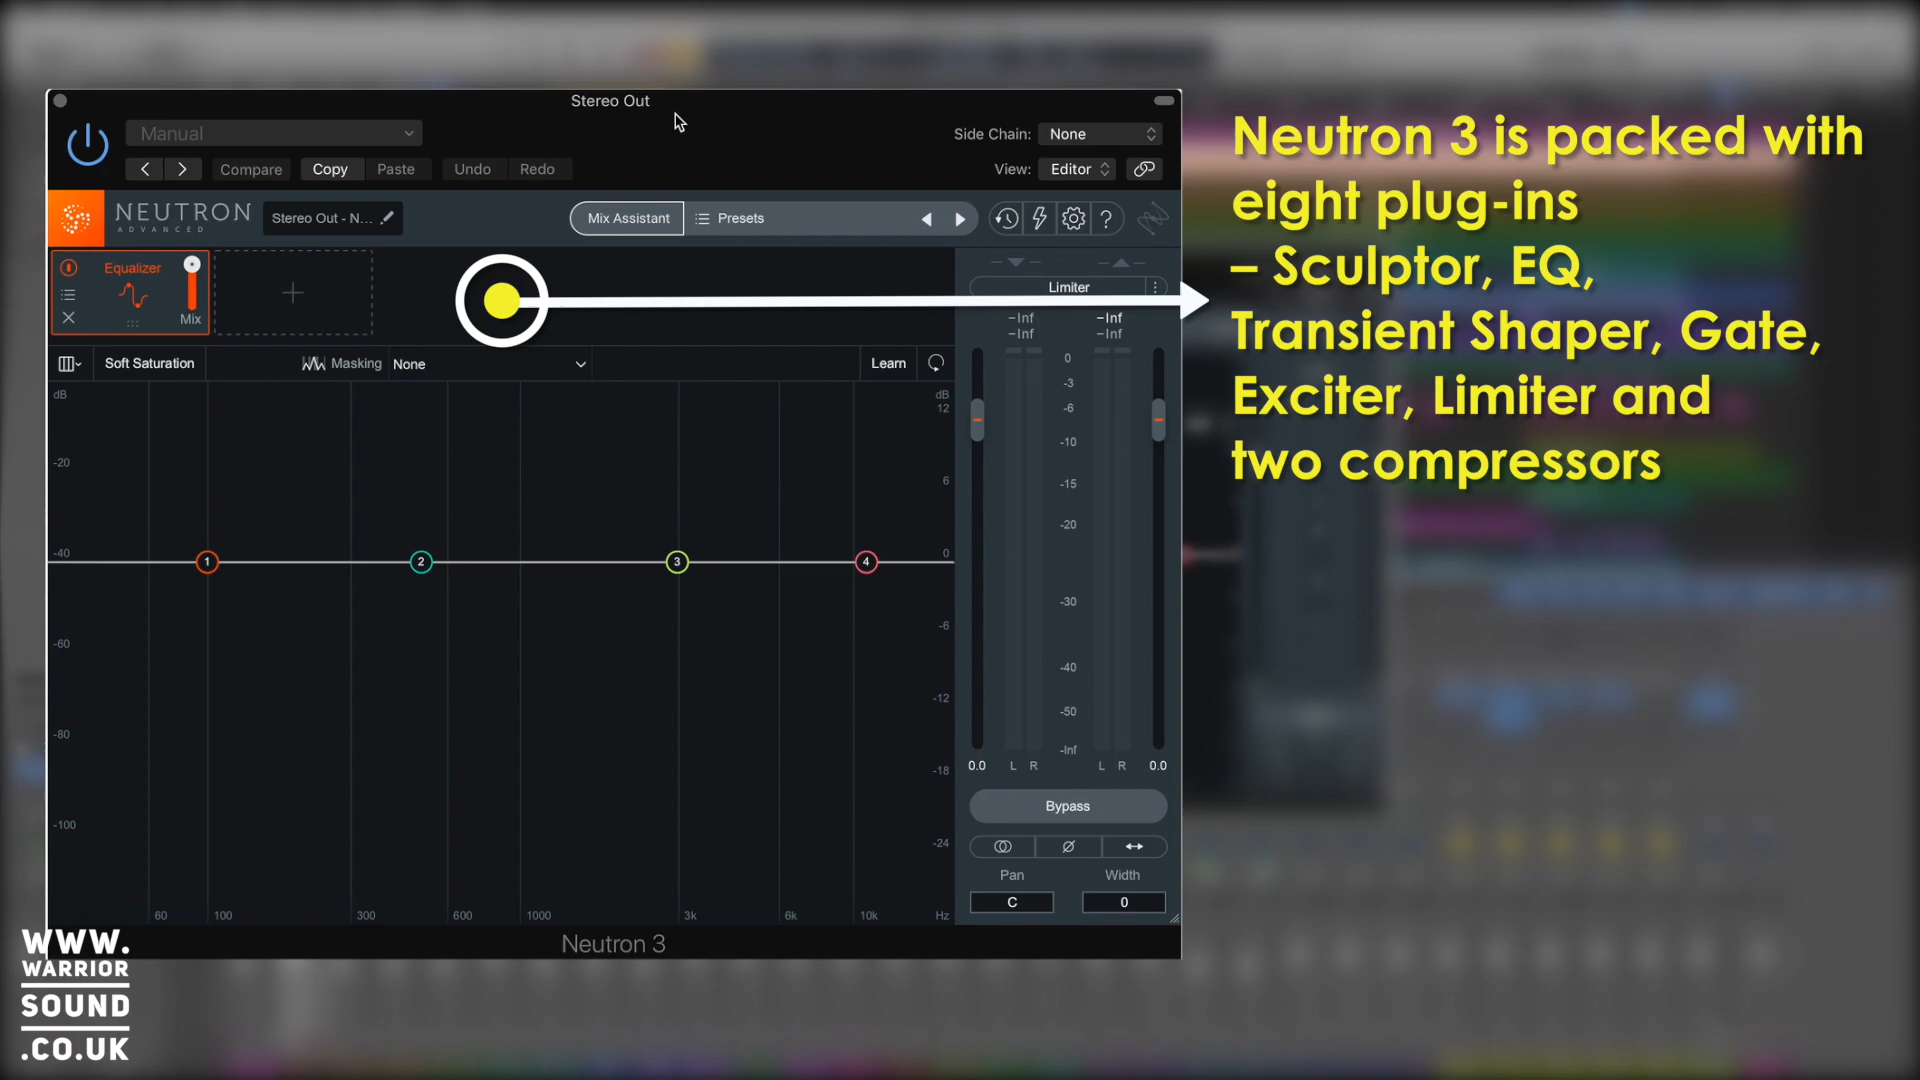 Stereo Out
Manual
Side Chain: None
Compare Copy Paste Undo Redo
View: Editor
NEUTRON
ADVANCED
Stereo Out - N...
Mix Assistant
Presets
?
Equalizer
Mix
Limiter
-Inf -Inf
-Inf -Inf
Soft Saturation
Masking None
Learn
dB
-20
-40
-60
-80
-100
1 2 3 4
dB
12
6
0
-6
-12
-18
-24
60 100 300 600 1000 3k 6k 10k Hz
0
-3
-6
-10
-15
-20
-30
-40
-50
-Inf
0.0 L R L R 0.0
Bypass
Pan Width
C 0
Neutron 3
Neutron 3 is packed with
eight plug-ins
– Sculptor, EQ,
Transient Shaper, Gate,
Exciter, Limiter and
two compressors
WWW.
WARRIOR
SOUND
.CO.UK